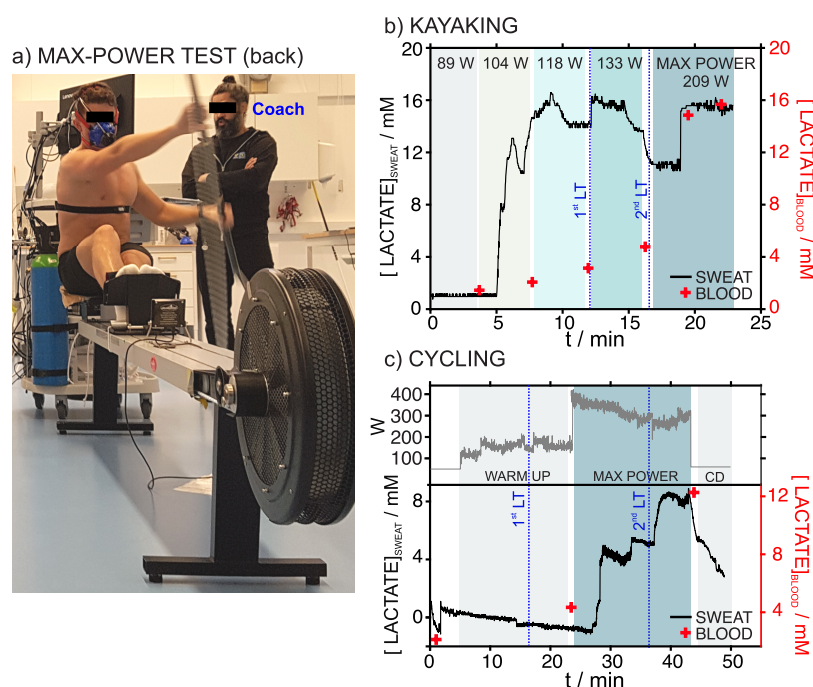 a) MAX-POWER TEST (back)
Coach
b) KAYAKING
[ LACTATE]SWEAT / mM
20
16
12
8
4
0
89 W
104 W
118 W
133 W
MAX POWER
209 W
1st LT
2nd LT
SWEAT
BLOOD
20
16
12
8
4
0
[ LACTATE]BLOOD / mM
0 5 10 15 20 25
t / min
c) CYCLING
W
400
300
200
100
WARM UP
MAX POWER
CD
[ LACTATE]SWEAT / mM
8
4
0
1st LT
2nd LT
SWEAT
BLOOD
12
8
4
[ LACTATE]BLOOD / mM
0 10 20 30 40 50
t / min